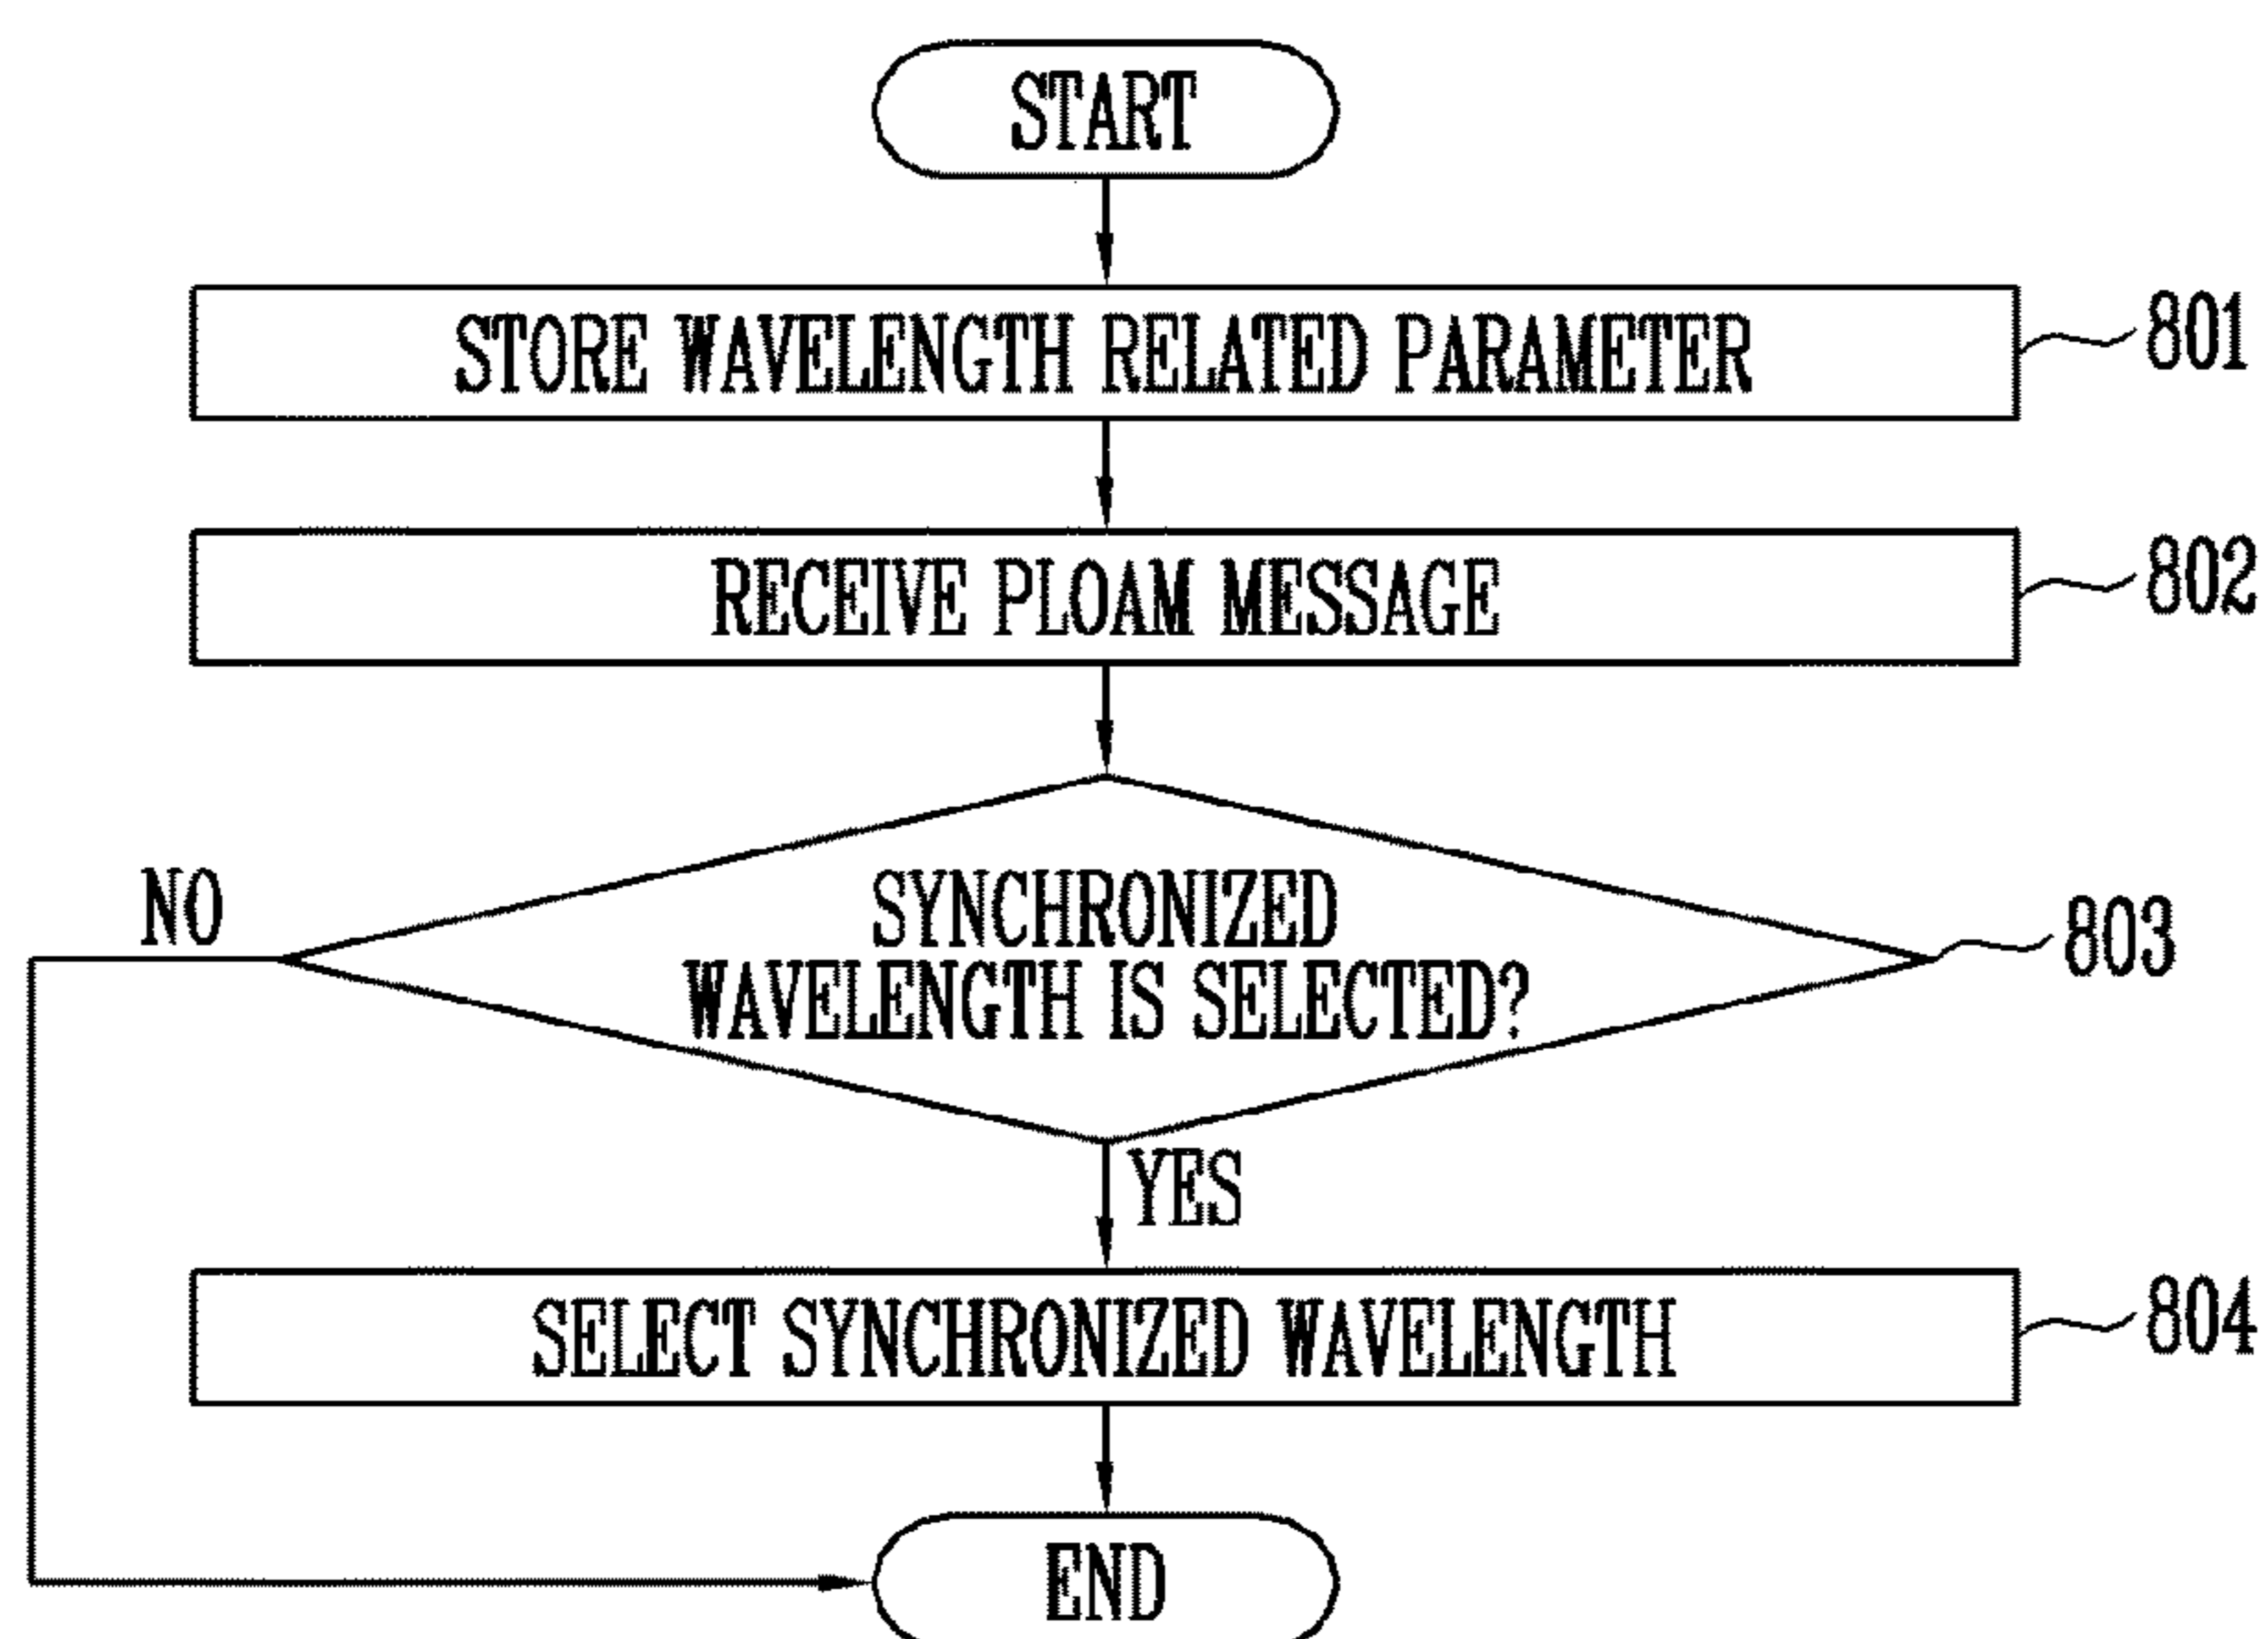 START
STORE WAVELENGTH RELATED PARAMETER
801
RECEIVE PLOAM MESSAGE
802
NO
SYNCHRONIZED
WAVELENGTH IS SELECTED?
803
YES
SELECT SYNCHRONIZED WAVELENGTH
804
END